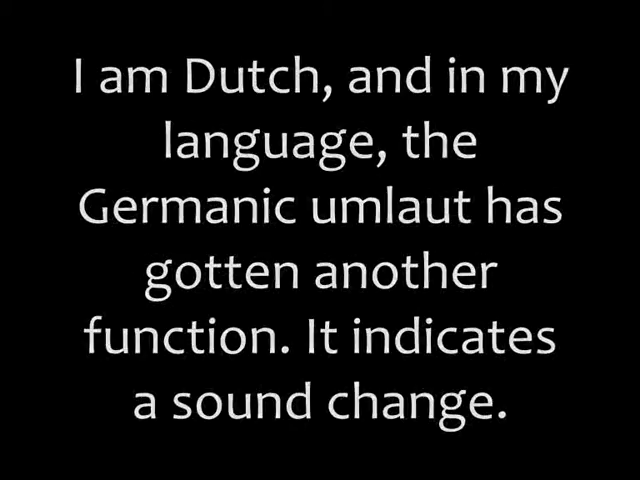 I am Dutch, and in my
language, the
Germanic umlaut has
gotten another
function. It indicates
a sound change.